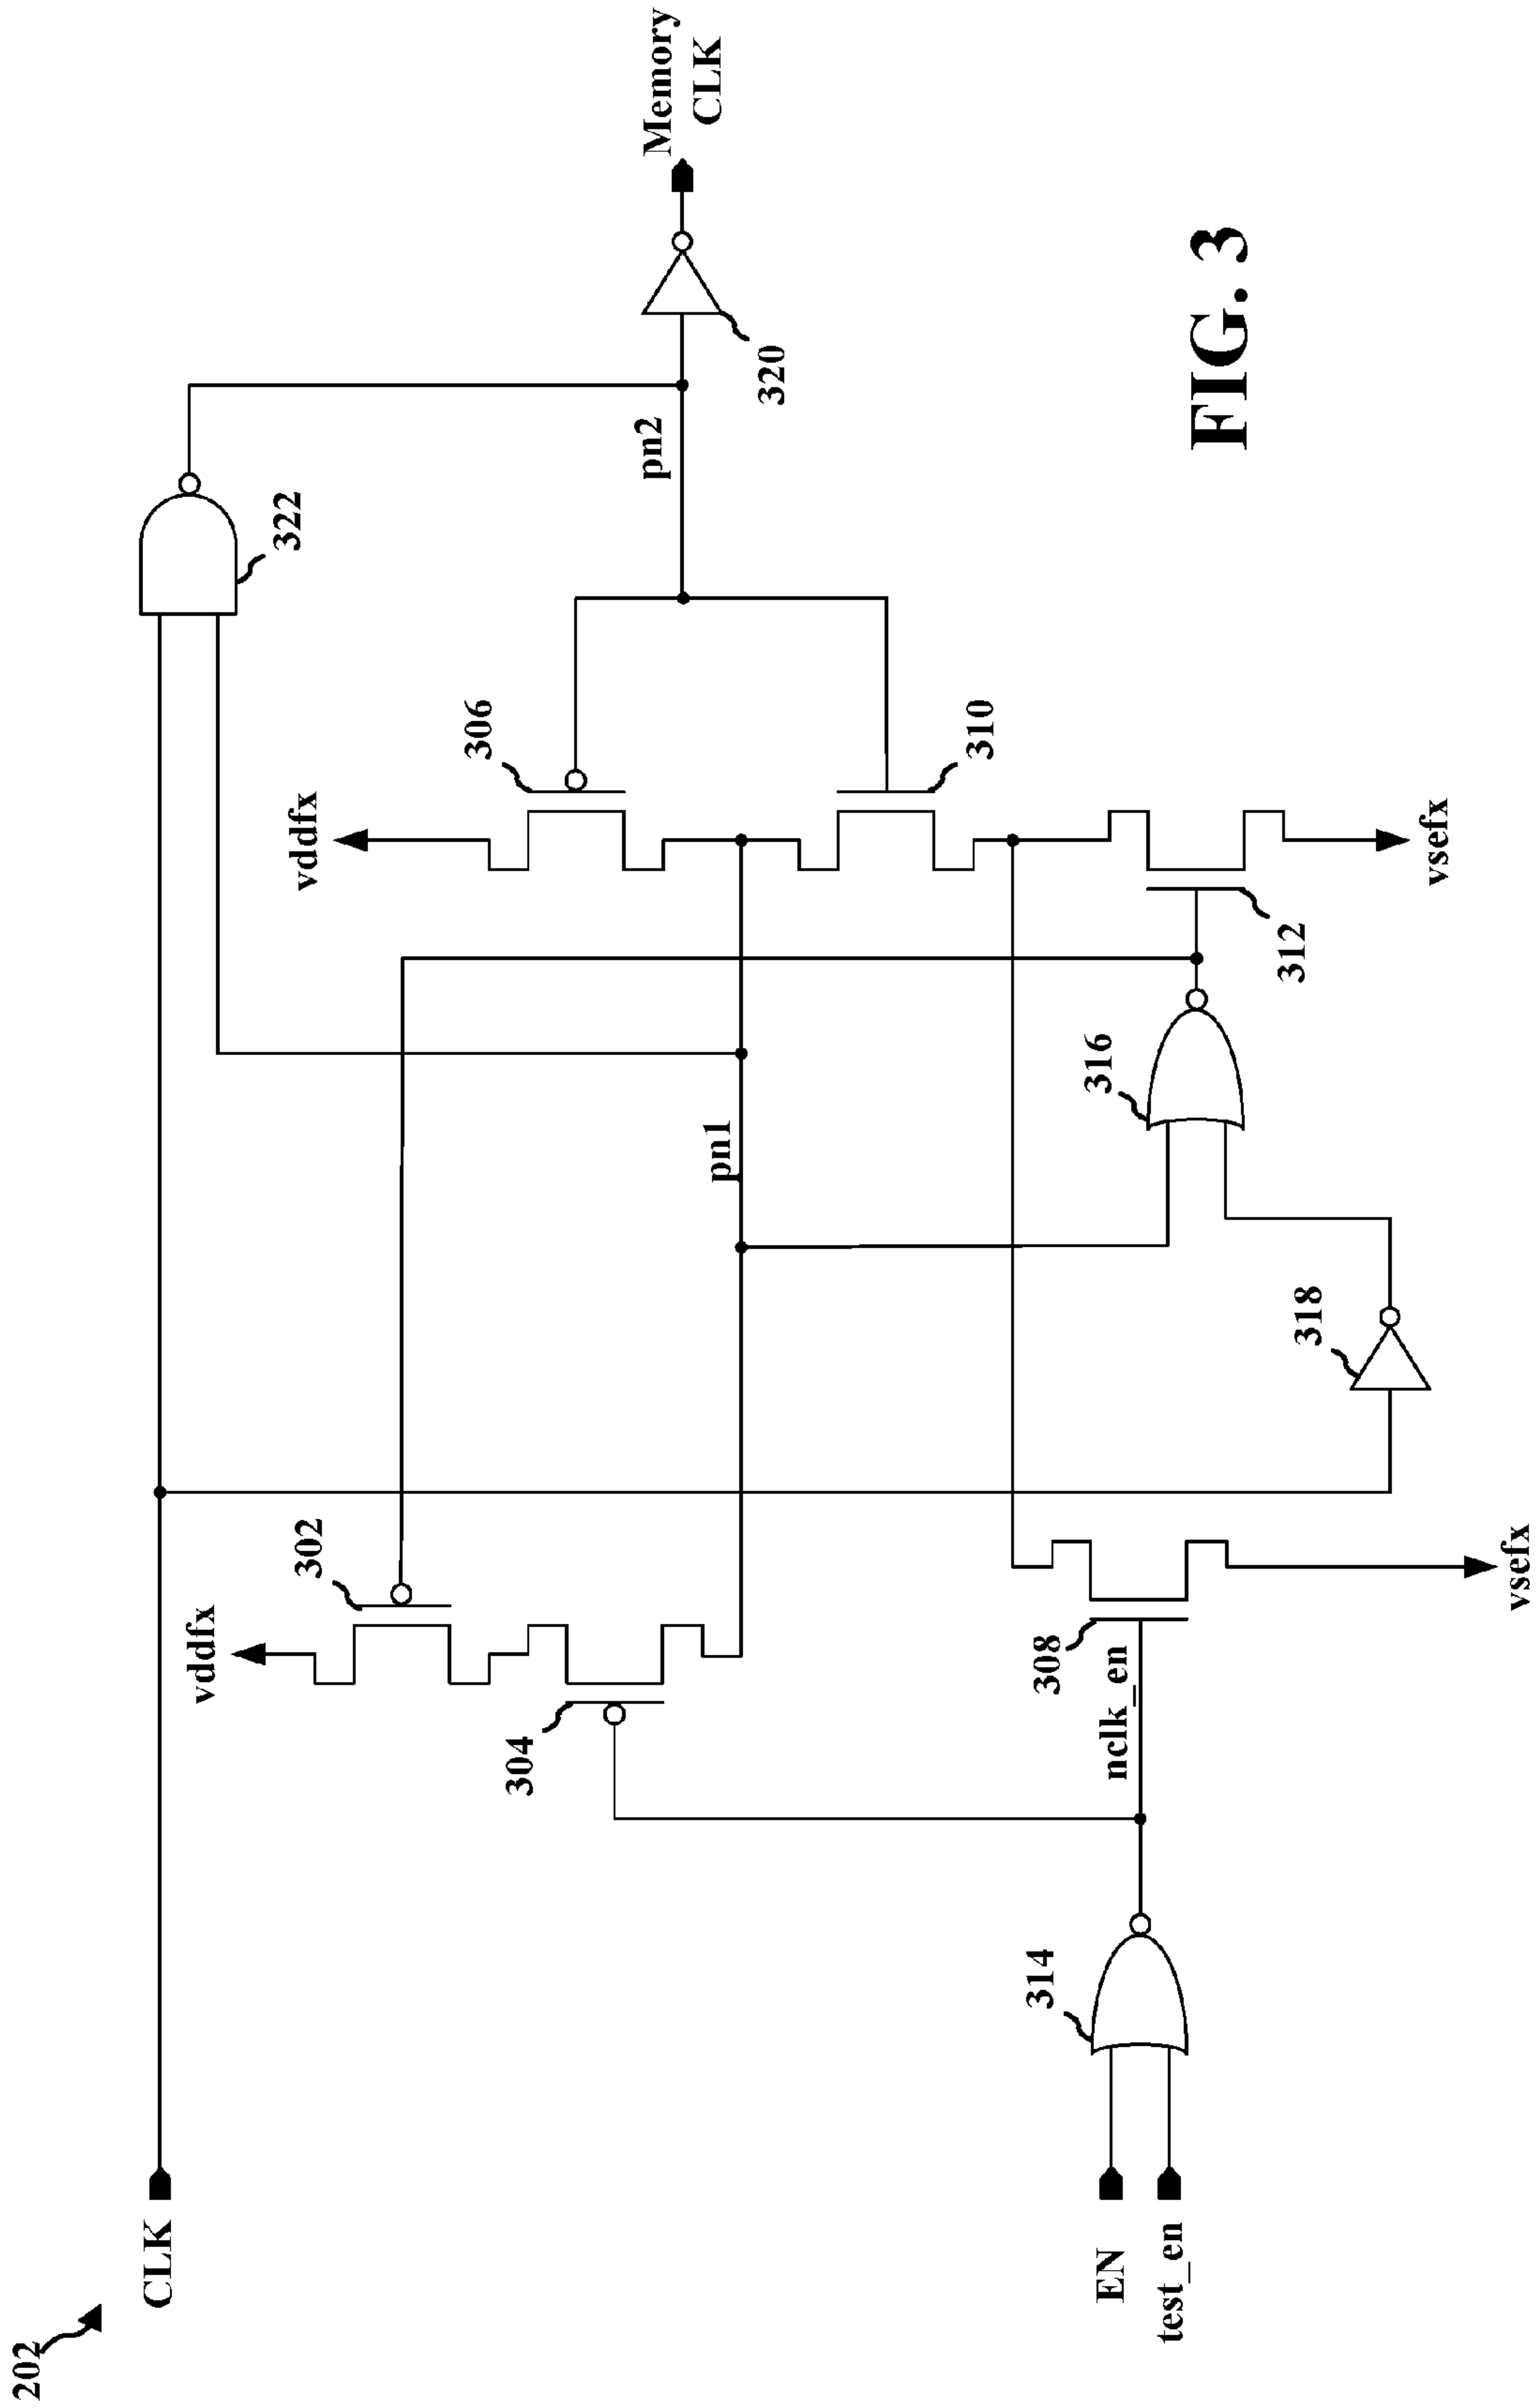 202
CLK
EN
test_en
314
304
vddfx
302
nclk_en
308
vsefx
318
pn1
316
312
vsefx
vddfx
306
310
322
pn2
320
Memory
CLK
FIG. 3